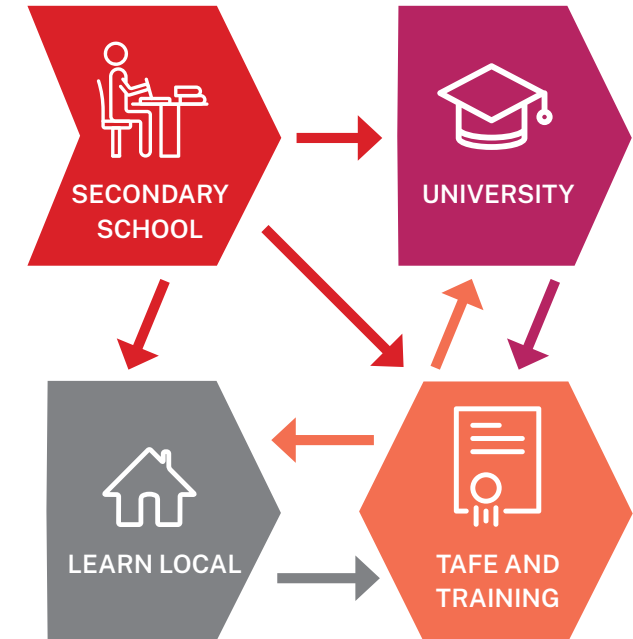 SECONDARY
SCHOOL
UNIVERSITY
LEARN LOCAL
TAFE AND
TRAINING